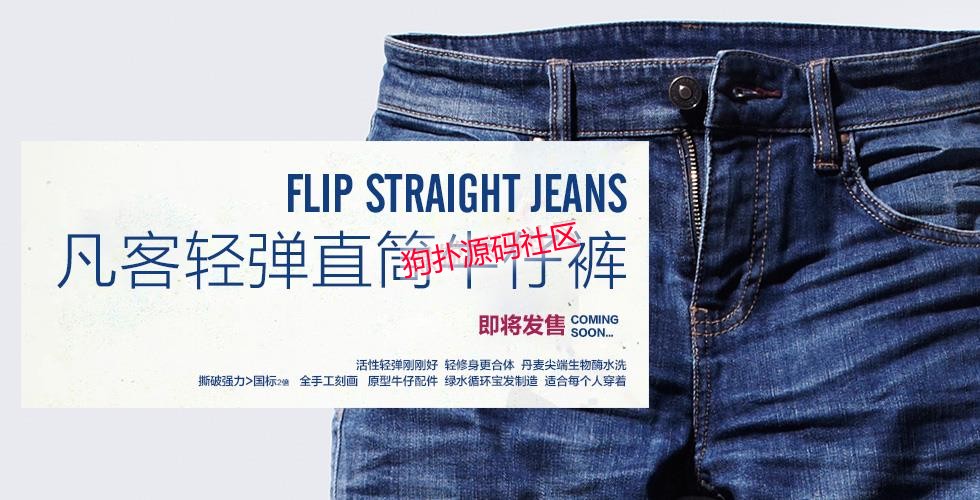 FLIP STRAIGHT JEANS
凡客轻弹直筒牛仔裤
狗扑源码社区
即将发售 COMING SOON...
活性轻弹刚刚好 轻修身更合体 丹麦尖端生物酶水洗
撕破强力>国标2倍 全手工刻画 原型牛仔配件 绿水循环宝发制造 适合每个人穿着